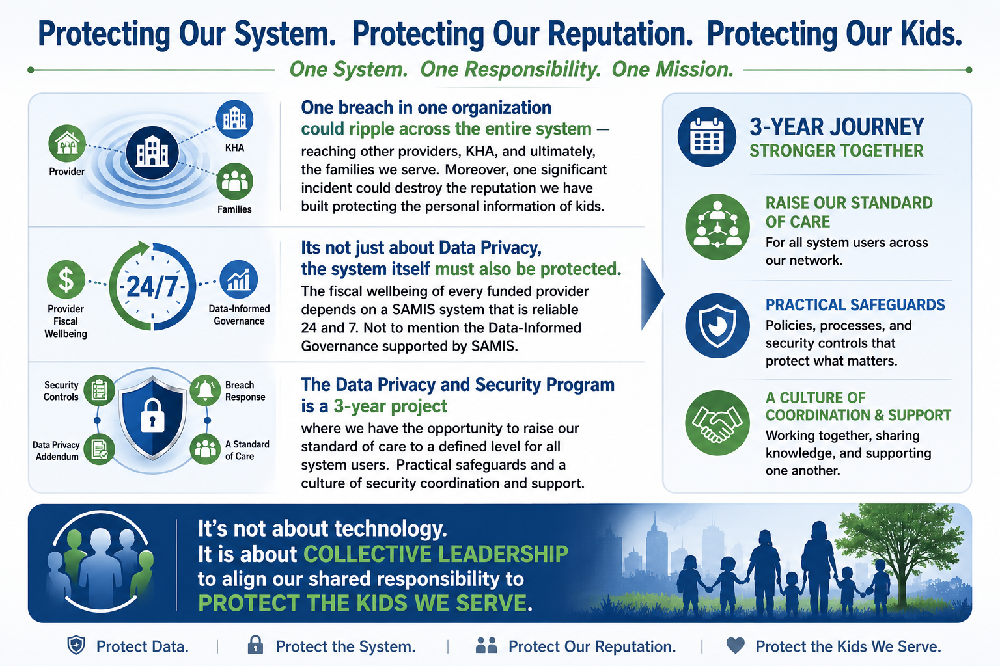 Protecting Our System. Protecting Our Reputation. Protecting Our Kids.
One System. One Responsibility. One Mission.
Provider
KHA
Families
One breach in one organization
could ripple across the entire system —
reaching other providers, KHA, and ultimately,
the families we serve. Moreover, one significant
incident could destroy the reputation we have
built protecting the personal information of kids.
Provider
Fiscal
Wellbeing
24/7
Data-Informed
Governance
Its not just about Data Privacy,
the system itself must also be protected.
The fiscal wellbeing of every funded provider
depends on a SAMIS system that is reliable
24 and 7. Not to mention the Data-Informed
Governance supported by SAMIS.
Security
Controls
Breach
Response
Data Privacy
Addendum
A Standard
of Care
The Data Privacy and Security Program
is a 3-year project
where we have the opportunity to raise our
standard of care to a defined level for all
system users. Practical safeguards and a
culture of security coordination and support.
3-YEAR JOURNEY
STRONGER TOGETHER
RAISE OUR STANDARD
OF CARE
For all system users across
our network.
PRACTICAL SAFEGUARDS
Policies, processes, and
security controls that
protect what matters.
A CULTURE OF
COORDINATION & SUPPORT
Working together, sharing
knowledge, and supporting
one another.
It's not about technology.
It is about COLLECTIVE LEADERSHIP
to align our shared responsibility to
PROTECT THE KIDS WE SERVE.
Protect Data. | Protect the System. | Protect Our Reputation. | Protect the Kids We Serve.